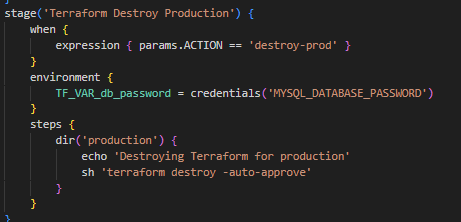 stage('Terraform Destroy Production') {
    when {
        expression { params.ACTION == 'destroy-prod' }
    }
    environment {
        TF_VAR_db_password = credentials('MYSQL_DATABASE_PASSWORD')
    }
    steps {
        dir('production') {
            echo 'Destroying Terraform for production'
            sh 'terraform destroy -auto-approve'
        }
    }
}